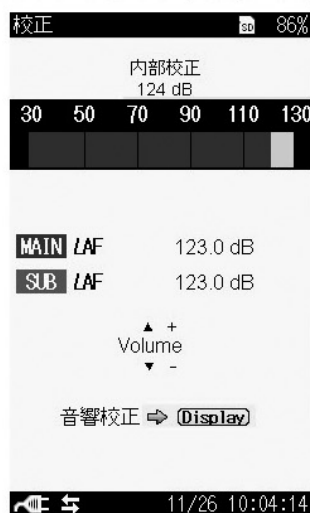 校正 SD 86%
内部校正
124 dB
30 50 70 90 110 130
MAIN LAF 123.0 dB
SUB LAF 123.0 dB
▲ +
Volume
▼ -
音響校正 ⇨ Display
11/26 10:04:14